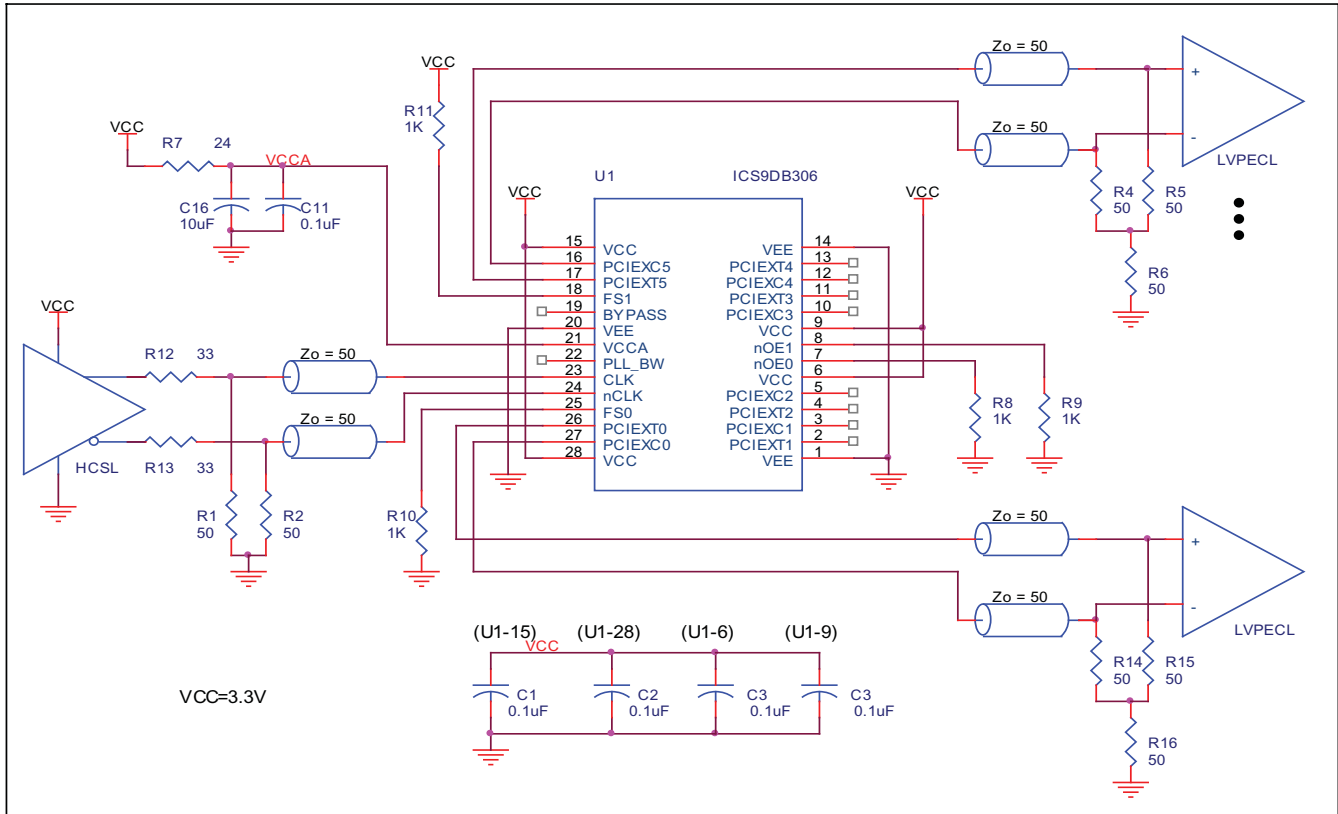 Zo = 50
VCC
R11
1K
+
-
LVPECL
Zo = 50
VCC
R7 24
VCCA
C16
10uF
C11
0.1uF
R4
50
R5
50
R6
50
U1 ICS9DB306
VCC
VCC
15 VCC
16 PCIEXC5
17 PCIEXT5
18 FS1
19 BYPASS
20 VEE
21 VCCA
22 PLL_BW
23 CLK
24 nCLK
25 FS0
26 PCIEXT0
27 PCIEXC0
28 VCC
VEE 14
PCIEXT4 13
PCIEXC4 12
PCIEXT3 11
PCIEXC3 10
VCC 9
nOE1 8
nOE0 7
VCC 6
PCIEXC2 5
PCIEXT2 4
PCIEXC1 3
PCIEXT1 2
VEE 1
VCC
HCSL
R12 33
Zo = 50
Zo = 50
R13 33
R1
50
R2
50
R10
1K
R8
1K
R9
1K
Zo = 50
+
-
LVPECL
Zo = 50
R14
50
R15
50
R16
50
(U1-15) (U1-28) (U1-6) (U1-9)
VCC
C1
0.1uF
C2
0.1uF
C3
0.1uF
C3
0.1uF
VCC=3.3V